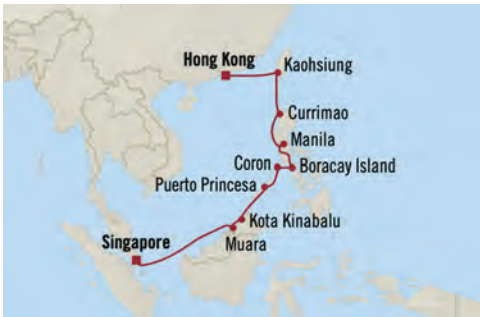 Hong Kong
Kaohsiung
Currimao
Manila
Coron
Boracay Island
Puerto Princesa
Kota Kinabalu
Singapore
Muara